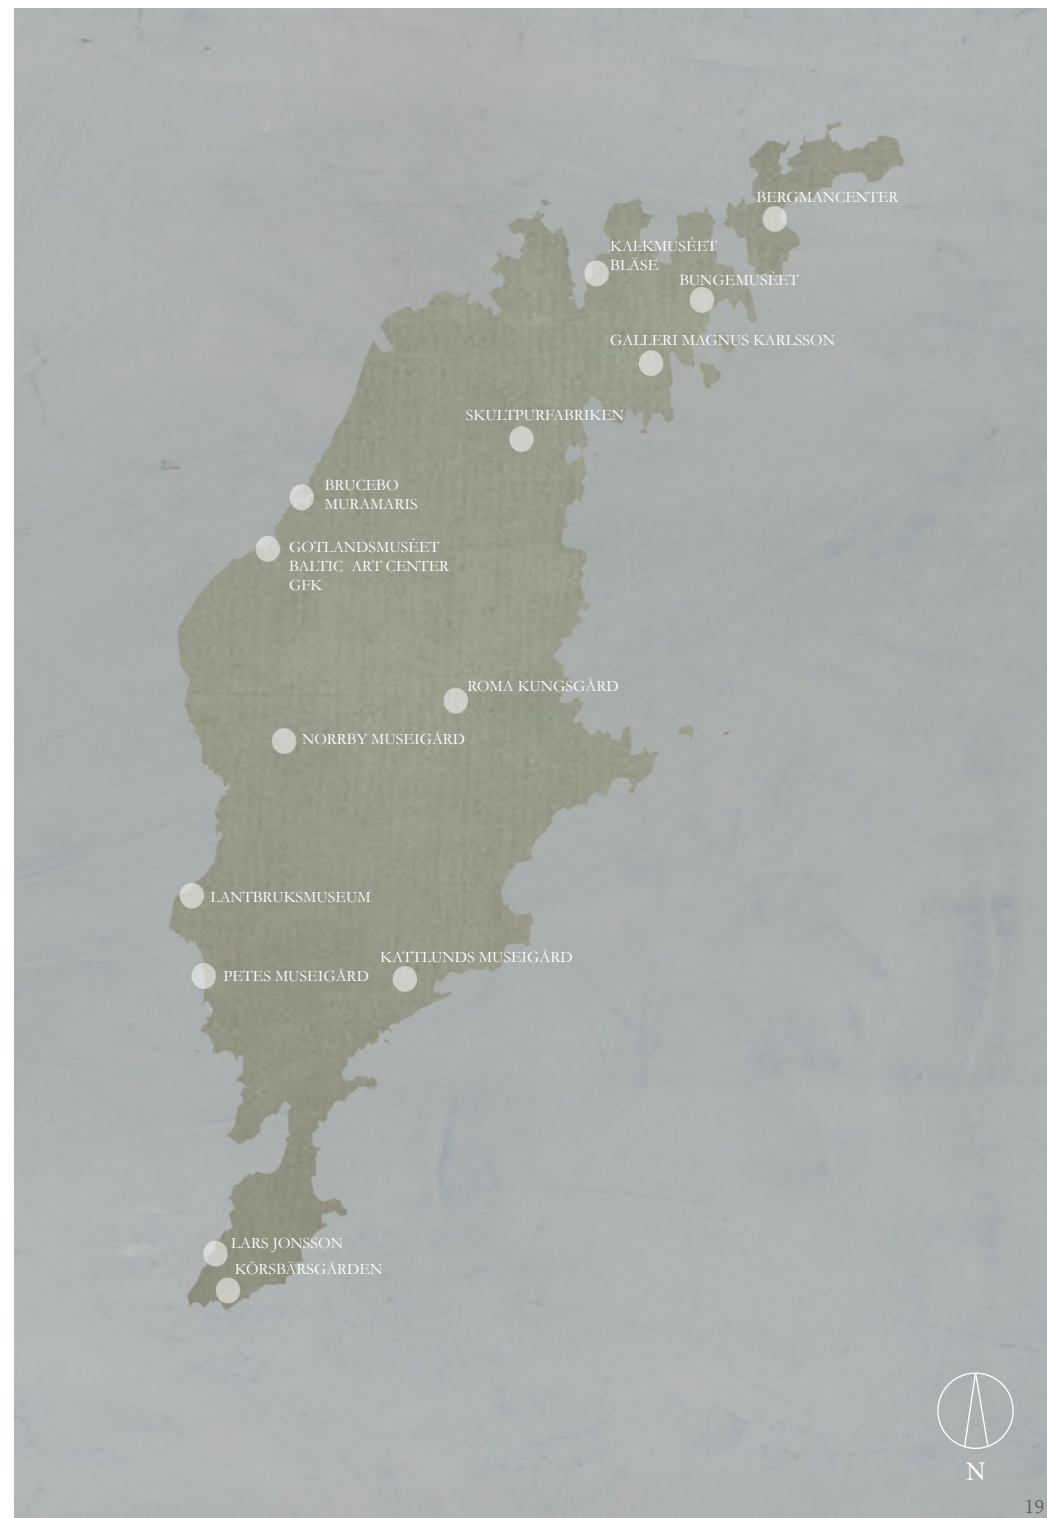 BERGMANCENTER
KALKMUSÉET
BLÄSE
BUNGEMUSÈET
GALLERI MAGNUS KARLSSON
SKULTPURFABRIKEN
BRUCEBO
MURAMARIS
GOTLANDSMUSÈET
BALTIC ART CENTER
GFK
ROMA KUNGSGÅRD
NORRBY MUSEIGÅRD
LANTBRUKSMUSEUM
KATTLUNDS MUSEIGÅRD
PETES MUSEIGÅRD
LARS JONSSON
KÖRSBÄRSGÅRDEN
N
19